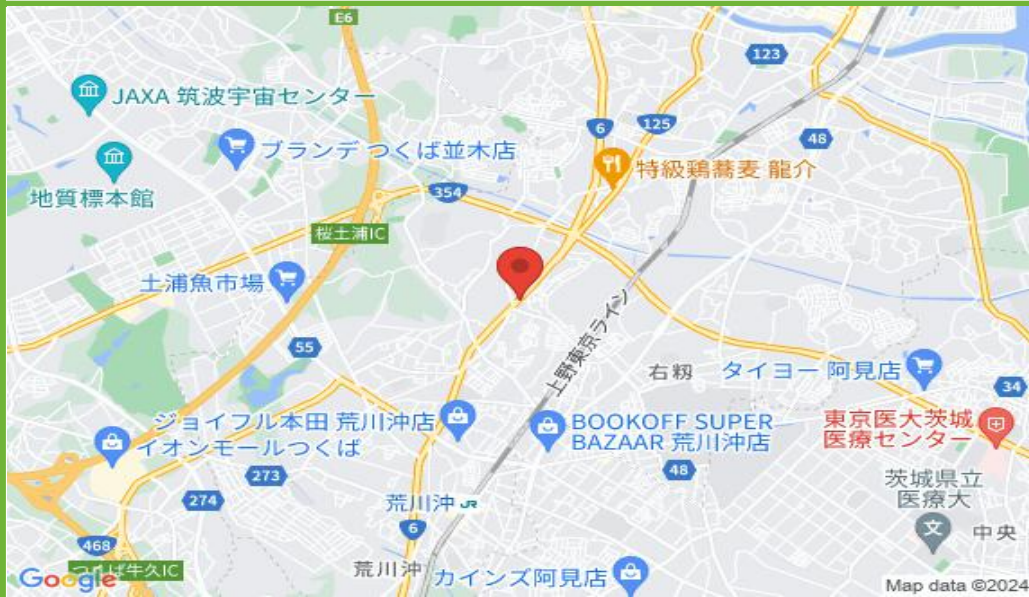 E6
123
JAXA 筑波宇宙センター
6
125
48
ブランデ つくば並木店
特級鶏蕎麦 龍介
354
地質標本館
桜土浦IC
土浦魚市場
上野東京ライン
55
右籾
タイヨー 阿見店
34
ジョイフル本田 荒川沖店
BOOKOFF SUPER
BAZAAR 荒川沖店
東京医大茨城
医療センター
イオンモールつくば
273
48
274
荒川沖 JR
茨城県立
医療大
6
中央
468
つくば牛久IC
荒川沖
カインズ阿見店
Google
Map data ©2024